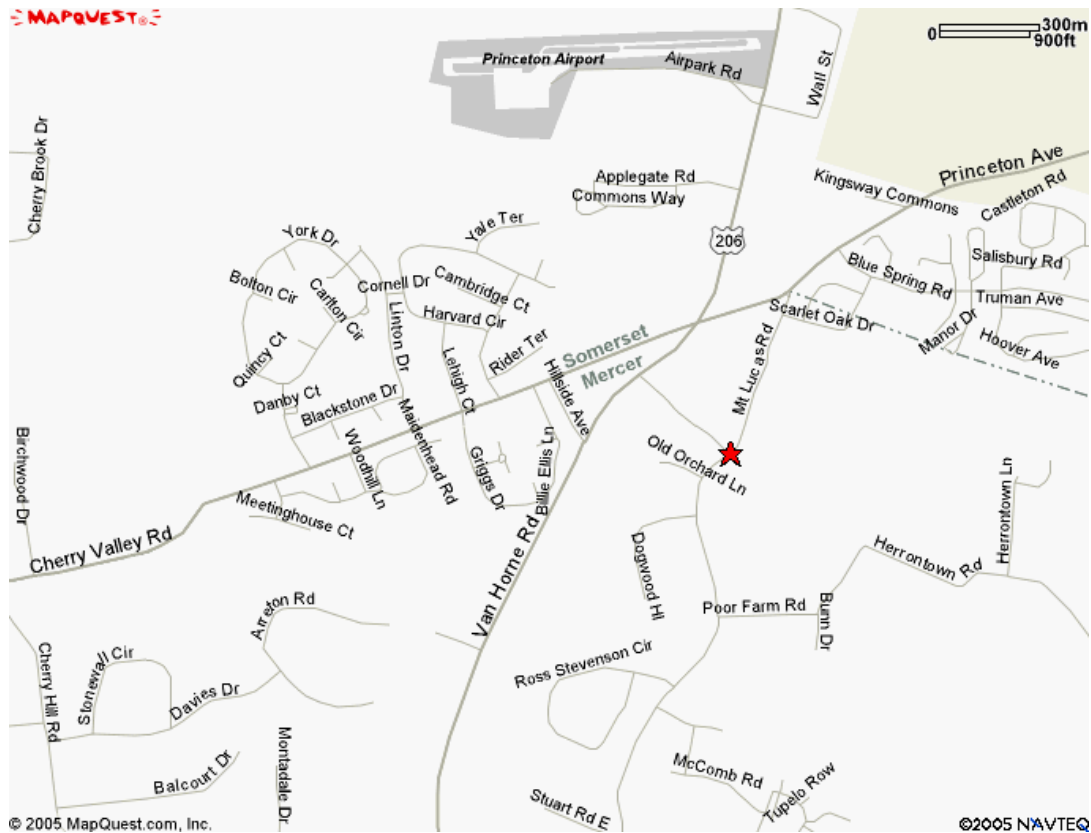 MAPQUEST®
300m
0
900ft
Princeton Airport
Airpark Rd
Wall St
Cherry Brook Dr
Princeton Ave
Applegate Rd
Kingsway Commons
Castleton Rd
Commons Way
Yale Ter
York Dr
206
Salisbury Rd
Bolton Cir
Cornell Dr
Cambridge Ct
Blue Spring Rd
Carlton Cir
Truman Ave
Linton Dr
Harvard Cir
Scarlet Oak Dr
Manor Dr
Hoover Ave
Quincy Ct
Somerset
Mercer
Rider Ter
Mt Lucas Rd
Lehigh Ct
Hillside Ave
Danby Ct
Blackstone Dr
Maidenhead Rd
Old Orchard Ln
Birchwood Dr
Woodhill Ln
Griggs Dr
Billie Ellis Ln
Herrontown Ln
Meetinghouse Ct
Cherry Valley Rd
Van Horne Rd
Dogwood Hl
Herrontown Rd
Arreton Rd
Poor Farm Rd
Bunn Dr
Cherry Hill Rd
Stonewall Cir
Ross Stevenson Cir
Davies Dr
Montadale Dr
Balcourt Dr
McComb Rd
Tupelo Row
Stuart Rd E
© 2005 MapQuest.com, Inc.
©2005 NAVTEQ